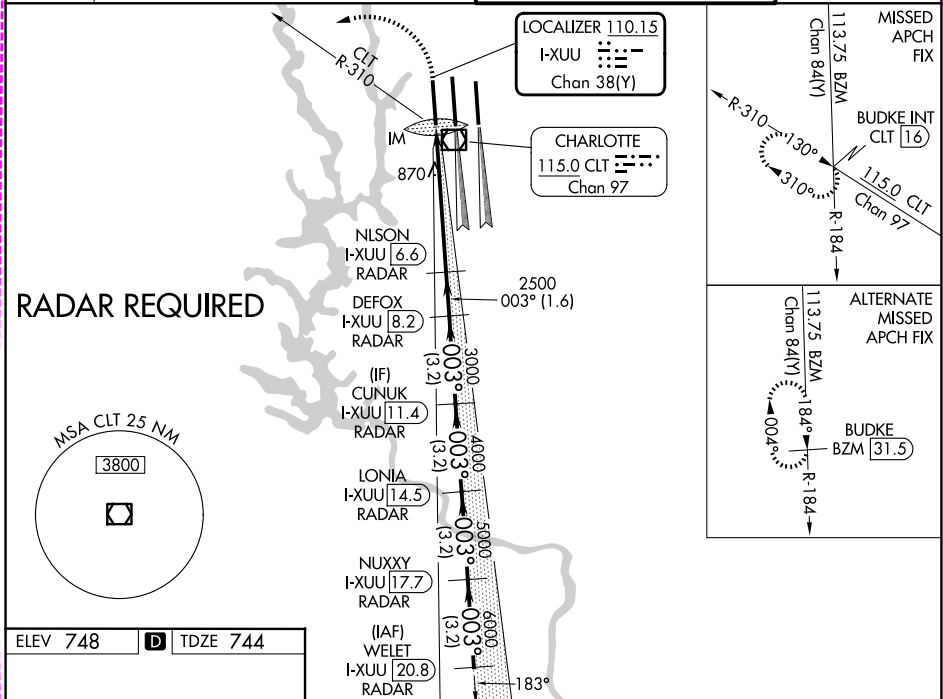 LOCALIZER 110.15
I-XUU
Chan 38(Y)
CLT
R-310
IM
CHARLOTTE
115.0 CLT
Chan 97
870
NLSON
I-XUU 6.6
RADAR
2500
003° (1.6)
DEFOX
I-XUU 8.2
RADAR
3000
003°
(3.2)
(IF)
CUNUK
I-XUU 11.4
RADAR
4000
003°
(3.2)
LONIA
I-XUU 14.5
RADAR
5000
003°
(3.2)
NUXXY
I-XUU 17.7
RADAR
6000
003°
(3.2)
(IAF)
WELET
I-XUU 20.8
RADAR
183°
RADAR REQUIRED
MSA CLT 25 NM
3800
ELEV 748 D TDZE 744
MISSED
APCH
FIX
113.75 BZM
Chan 84(Y)
BUDKE INT
CLT 16
R-310
130°
310°
115.0 CLT
Chan 97
R-184
ALTERNATE
MISSED
APCH FIX
113.75 BZM
Chan 84(Y)
184°
004°
BUDKE
BZM 31.5
R-184